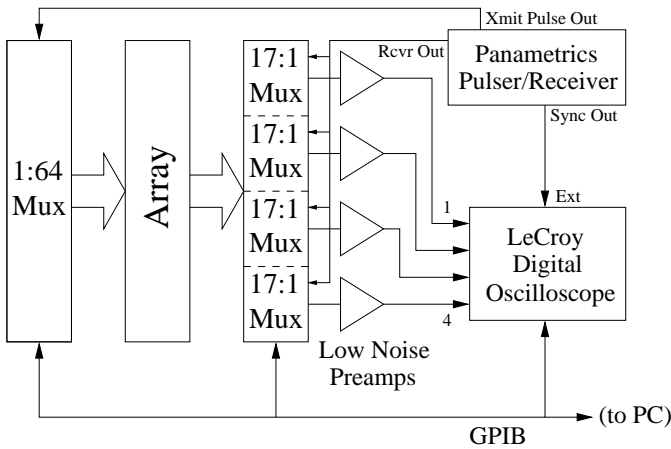 Xmit Pulse Out
Rcvr Out
Panametrics
Pulser/Receiver
Sync Out
1:64
Mux
Array
17:1
Mux
17:1
Mux
17:1
Mux
17:1
Mux
1
4
Ext
LeCroy
Digital
Oscilloscope
Low Noise
Preamps
GPIB
(to PC)